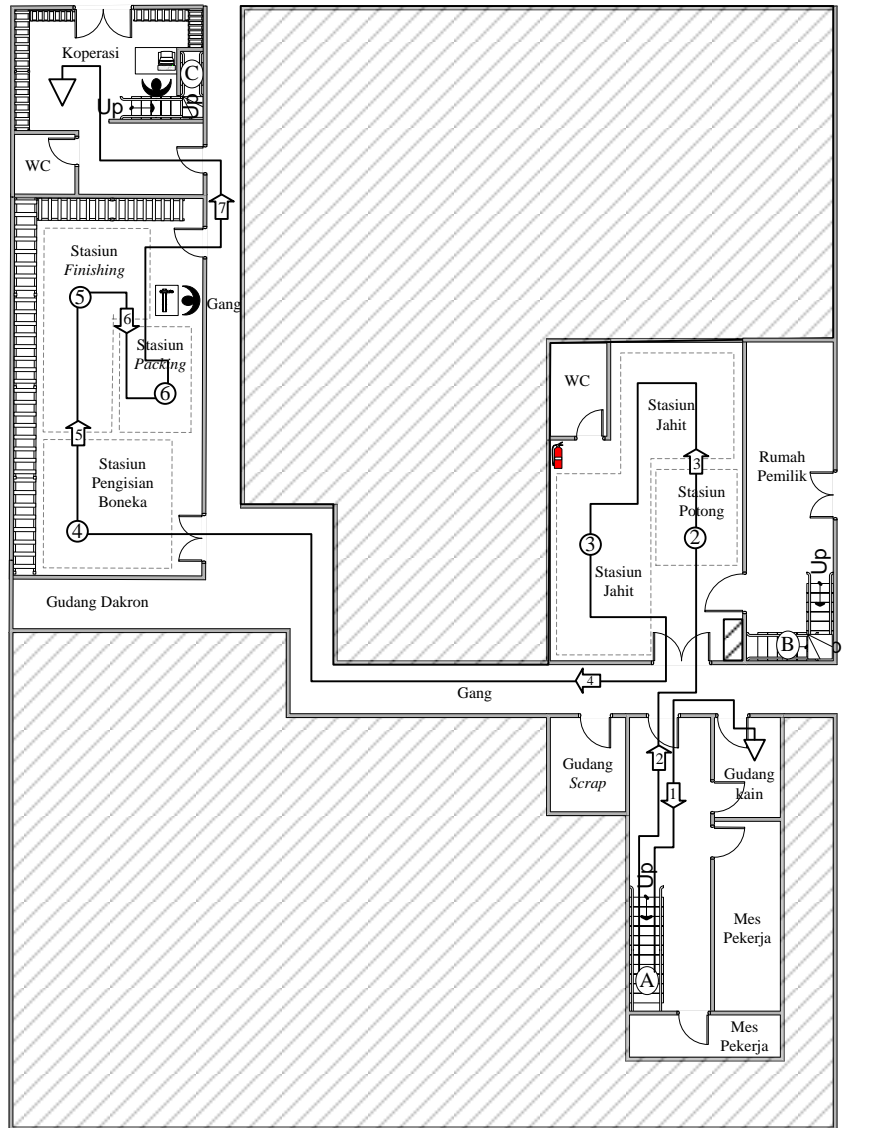 Koperasi
C
Up
WC
7
Stasiun
Finishing
5
6
Gang
Stasiun
Packing
6
5
Stasiun
Pengisian
Boneka
4
Gudang Dakron
WC
Stasiun
Jahit
Rumah
Pemilik
3
Stasiun
Potong
2
3
Stasiun
Jahit
Up
B
4
Gang
2
1
Gudang
Scrap
Gudang
kain
Up
A
Mes
Pekerja
Mes
Pekerja